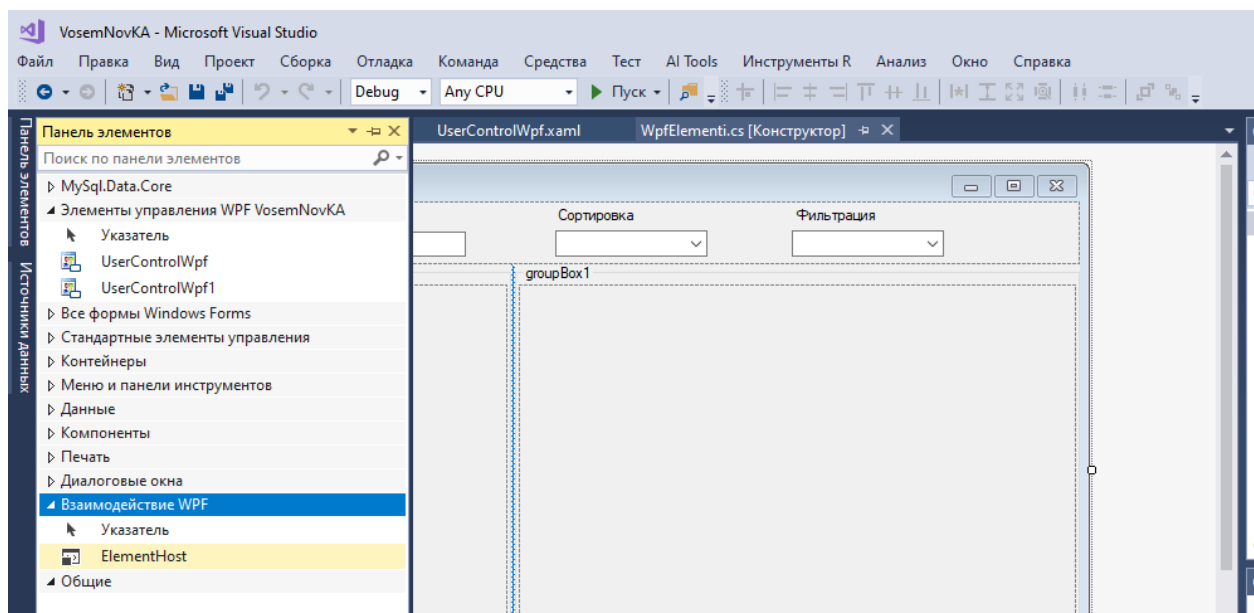 VosemNovKA - Microsoft Visual Studio
Файл Правка Вид Проект Сборка Отладка Команда Средства Тест AI Tools Инструменты R Анализ Окно Справка
Debug Any CPU Пуск
Панель элементов
Источники данных
Панель элементов
UserControlWpf.xaml WpfElementi.cs [Конструктор]
Поиск по панели элементов
MySql.Data.Core
Элементы управления WPF VosemNovKA
Указатель
UserControlWpf
UserControlWpf1
Все формы Windows Forms
Стандартные элементы управления
Контейнеры
Меню и панели инструментов
Данные
Компоненты
Печать
Диалоговые окна
Взаимодействие WPF
Указатель
ElementHost
Общие
Сортировка Фильтрация
groupBox1